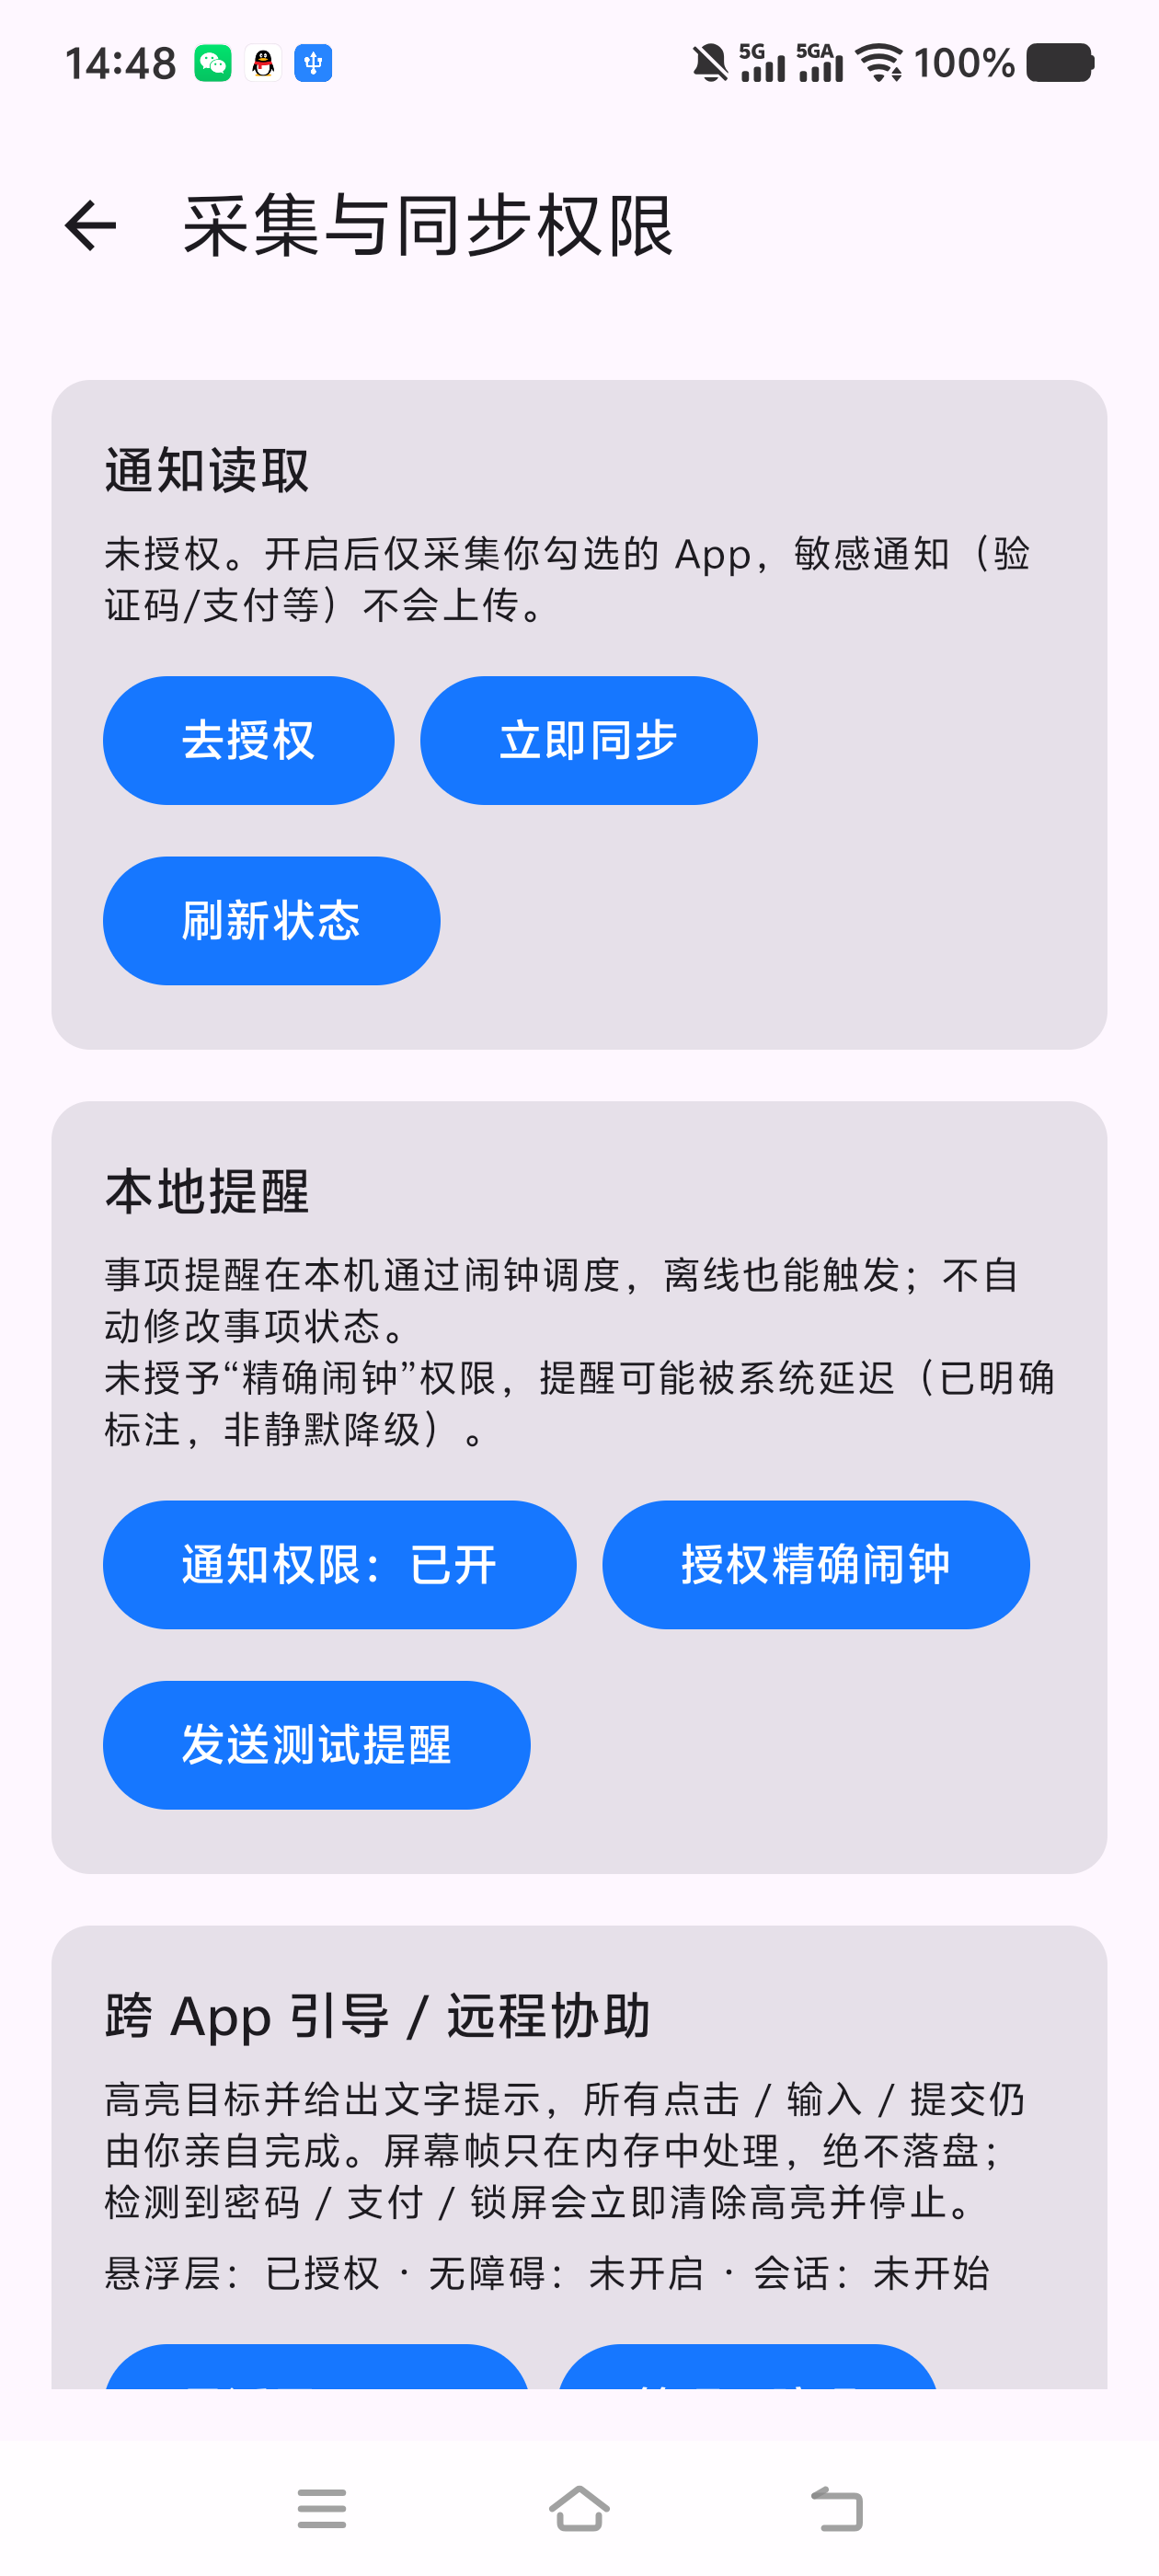 14:48
5G 5GA 100%
采集与同步权限
通知读取
未授权。开启后仅采集你勾选的 App，敏感通知（验
证码/支付等）不会上传。
去授权 立即同步
刷新状态
本地提醒
事项提醒在本机通过闹钟调度，离线也能触发；不自
动修改事项状态。
未授予“精确闹钟”权限，提醒可能被系统延迟（已明确
标注，非静默降级）。
通知权限：已开 授权精确闹钟
发送测试提醒
跨 App 引导 / 远程协助
高亮目标并给出文字提示，所有点击 / 输入 / 提交仍
由你亲自完成。屏幕帧只在内存中处理，绝不落盘；
检测到密码 / 支付 / 锁屏会立即清除高亮并停止。
悬浮层：已授权 · 无障碍：未开启 · 会话：未开始